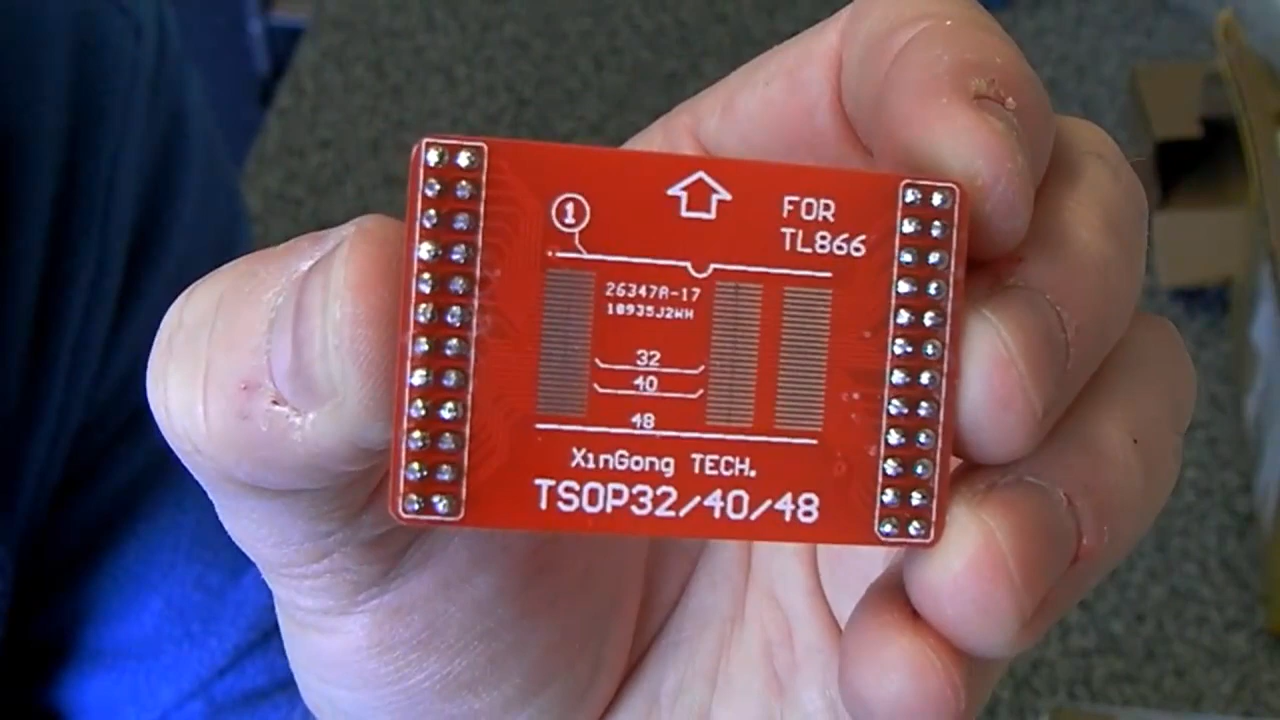 FOR
TL866
1
26347A-17
10935J2WH
32
40
48
XinGong TECH.
TSOP32/40/48